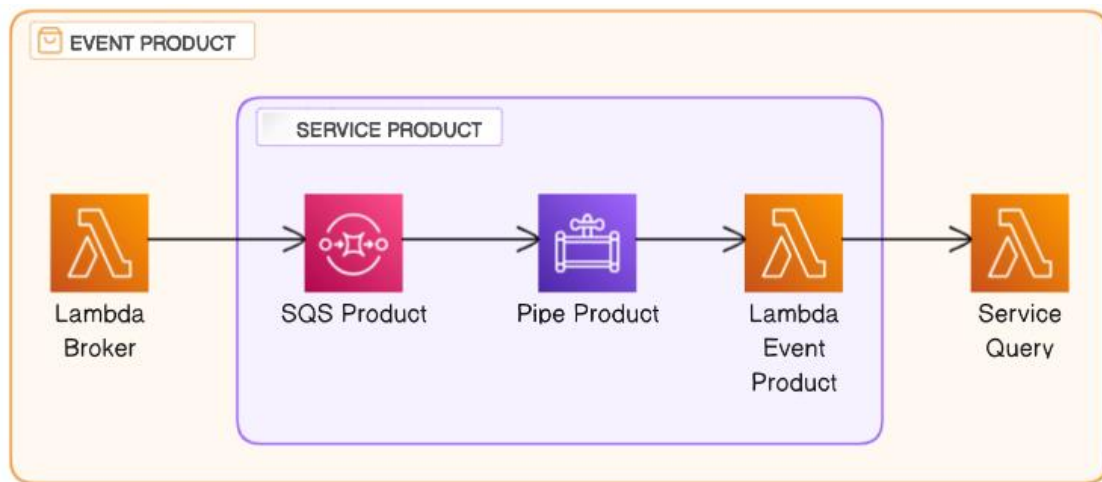 EVENT PRODUCT
SERVICE PRODUCT
Lambda
Broker
SQS Product
Pipe Product
Lambda
Event
Product
Service
Query